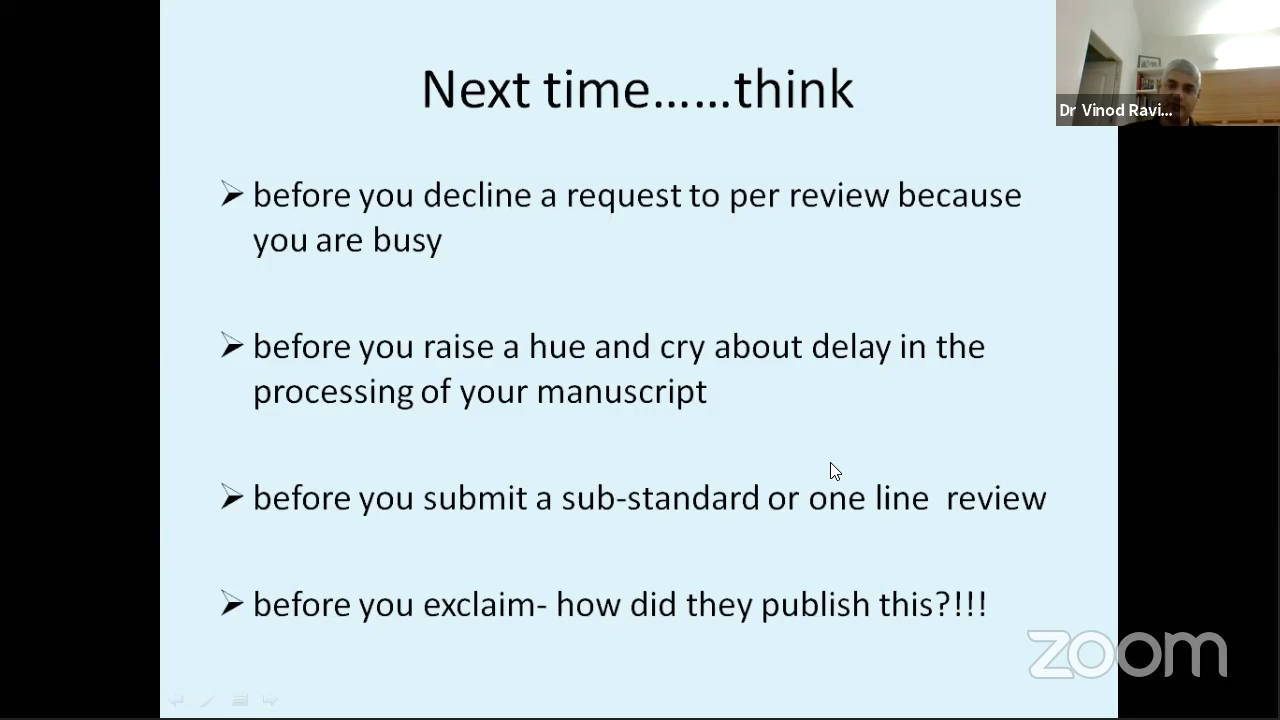 Next time......think
Dr Vinod Ravi...
before you decline a request to per review because
you are busy
before you raise a hue and cry about delay in the
processing of your manuscript
before you submit a sub-standard or one line  review
before you exclaim- how did they publish this?!!!
zoom